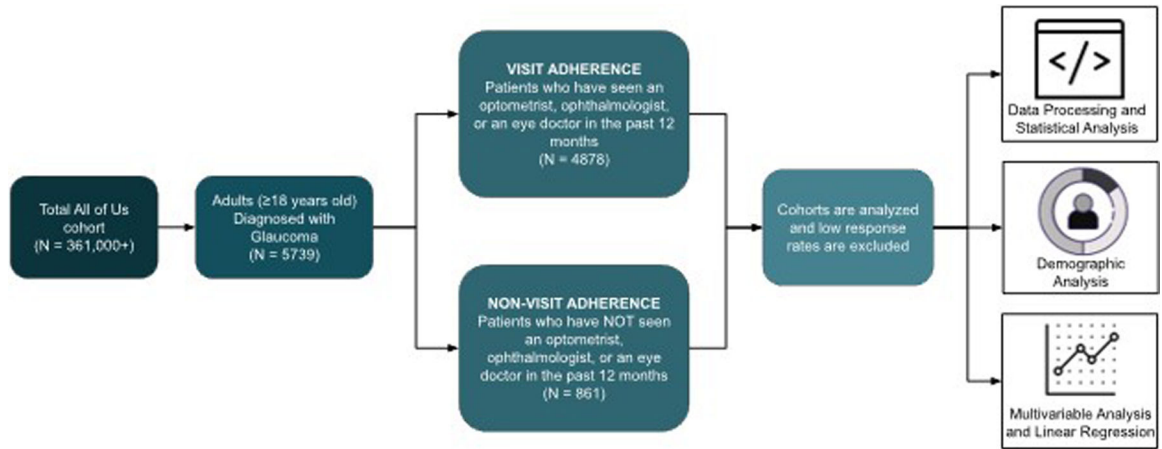 Total All of Us
cohort
(N = 361,000+)
Adults (≥18 years old)
Diagnosed with
Glaucoma
(N = 5739)
VISIT ADHERENCE
Patients who have seen an
optometrist, ophthalmologist,
or an eye doctor in the past 12
months
(N = 4878)
NON-VISIT ADHERENCE
Patients who have NOT seen
an optometrist,
ophthalmologist, or an eye
doctor in the past 12 months
(N = 861)
Cohorts are analyzed
and low response
rates are excluded
</>
Data Processing and
Statistical Analysis
Demographic
Analysis
Multivariable Analysis
and Linear Regression